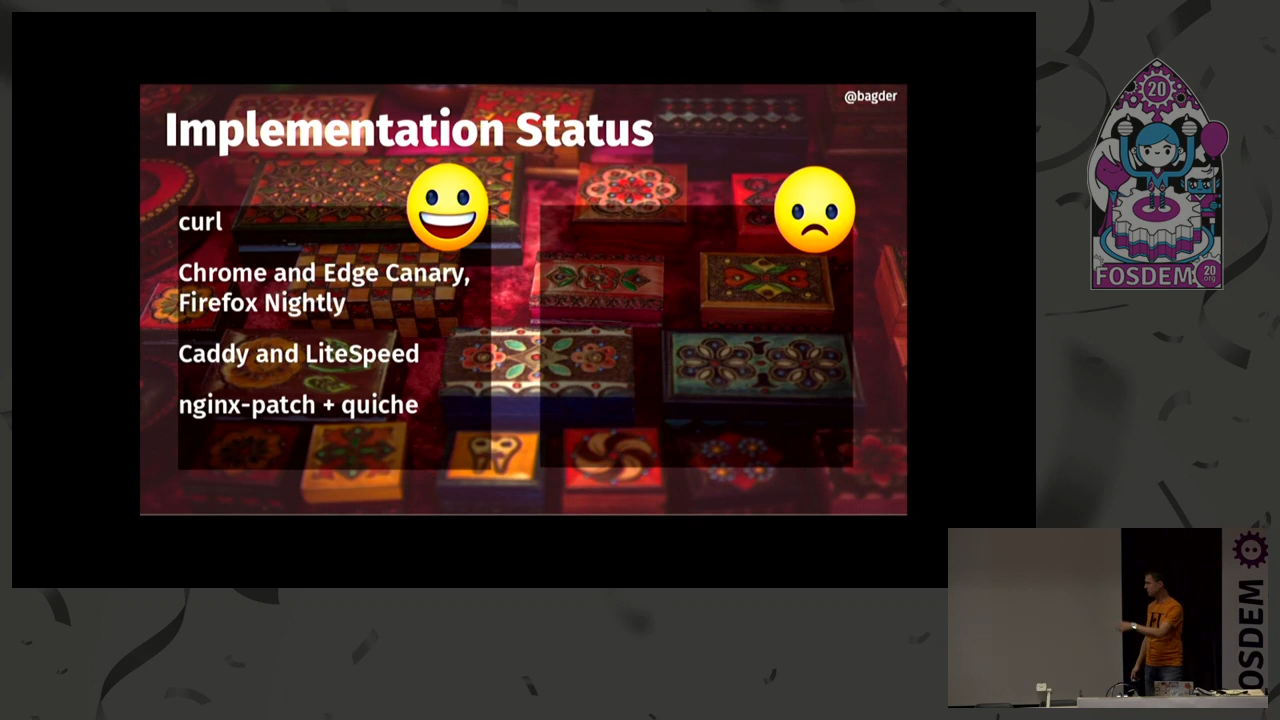 @bagder
Implementation Status
curl
Chrome and Edge Canary,
Firefox Nightly
Caddy and LiteSpeed
nginx-patch + quiche
20
FOSDEM
20
org
OSDEM